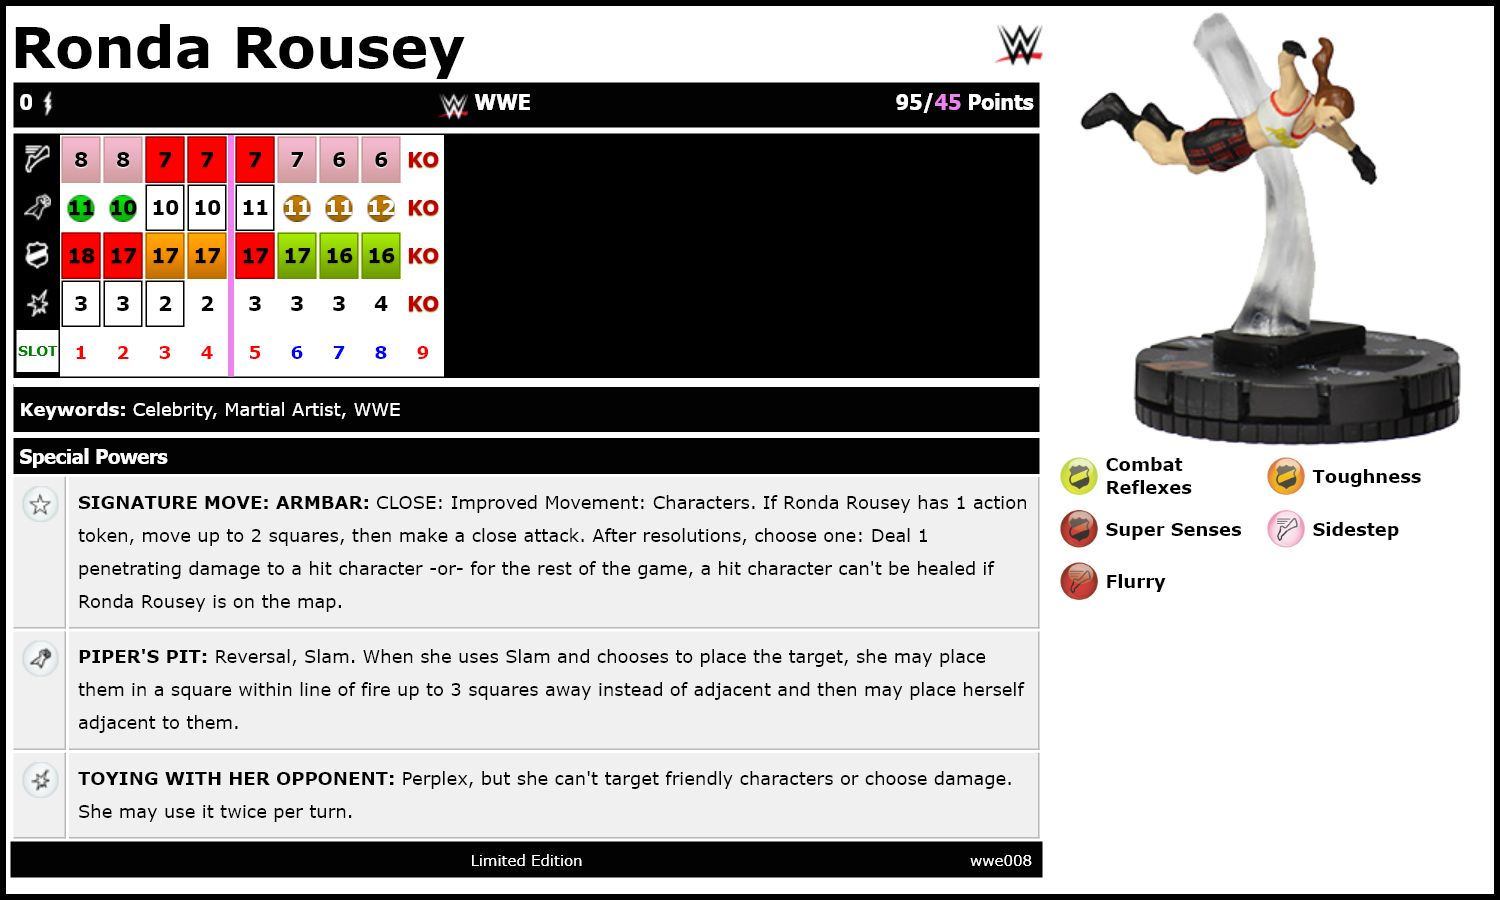 Ronda Rousey
W
0 W WWE 95/45 Points
8 8 7 7 7 7 6 6 KO
11 10 10 10 11 11 11 12 KO
18 17 17 17 17 17 16 16 KO
3 3 2 2 3 3 3 4 KO
SLOT 1 2 3 4 5 6 7 8 9
Keywords: Celebrity, Martial Artist, WWE
Special Powers
SIGNATURE MOVE: ARMBAR: CLOSE: Improved Movement: Characters. If Ronda Rousey has 1 action
token, move up to 2 squares, then make a close attack. After resolutions, choose one: Deal 1
penetrating damage to a hit character -or- for the rest of the game, a hit character can't be healed if
Ronda Rousey is on the map.
PIPER'S PIT: Reversal, Slam. When she uses Slam and chooses to place the target, she may place
them in a square within line of fire up to 3 squares away instead of adjacent and then may place herself
adjacent to them.
TOYING WITH HER OPPONENT: Perplex, but she can't target friendly characters or choose damage.
She may use it twice per turn.
Limited Edition wwe008
Combat
Reflexes
Toughness
Super Senses
Sidestep
Flurry